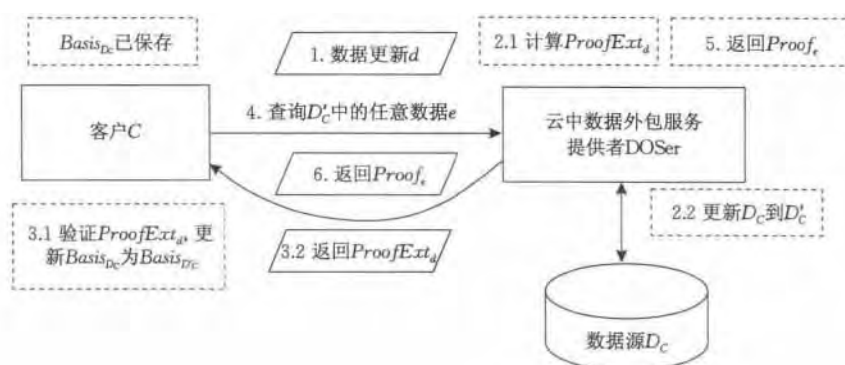 Basis_{Dc}已保存
1. 数据更新d
2.1 计算ProofExt_d
5. 返回Proof_e
客户C
4. 查询D'_C中的任意数据e
云中数据外包服务
提供者DOSer
6. 返回Proof_e
3.1 验证ProofExt_d, 更
新Basis_{Dc}为Basis_{D'C}
3.2 返回ProofExt_d
2.2 更新D_C到D'_C
数据源D_C